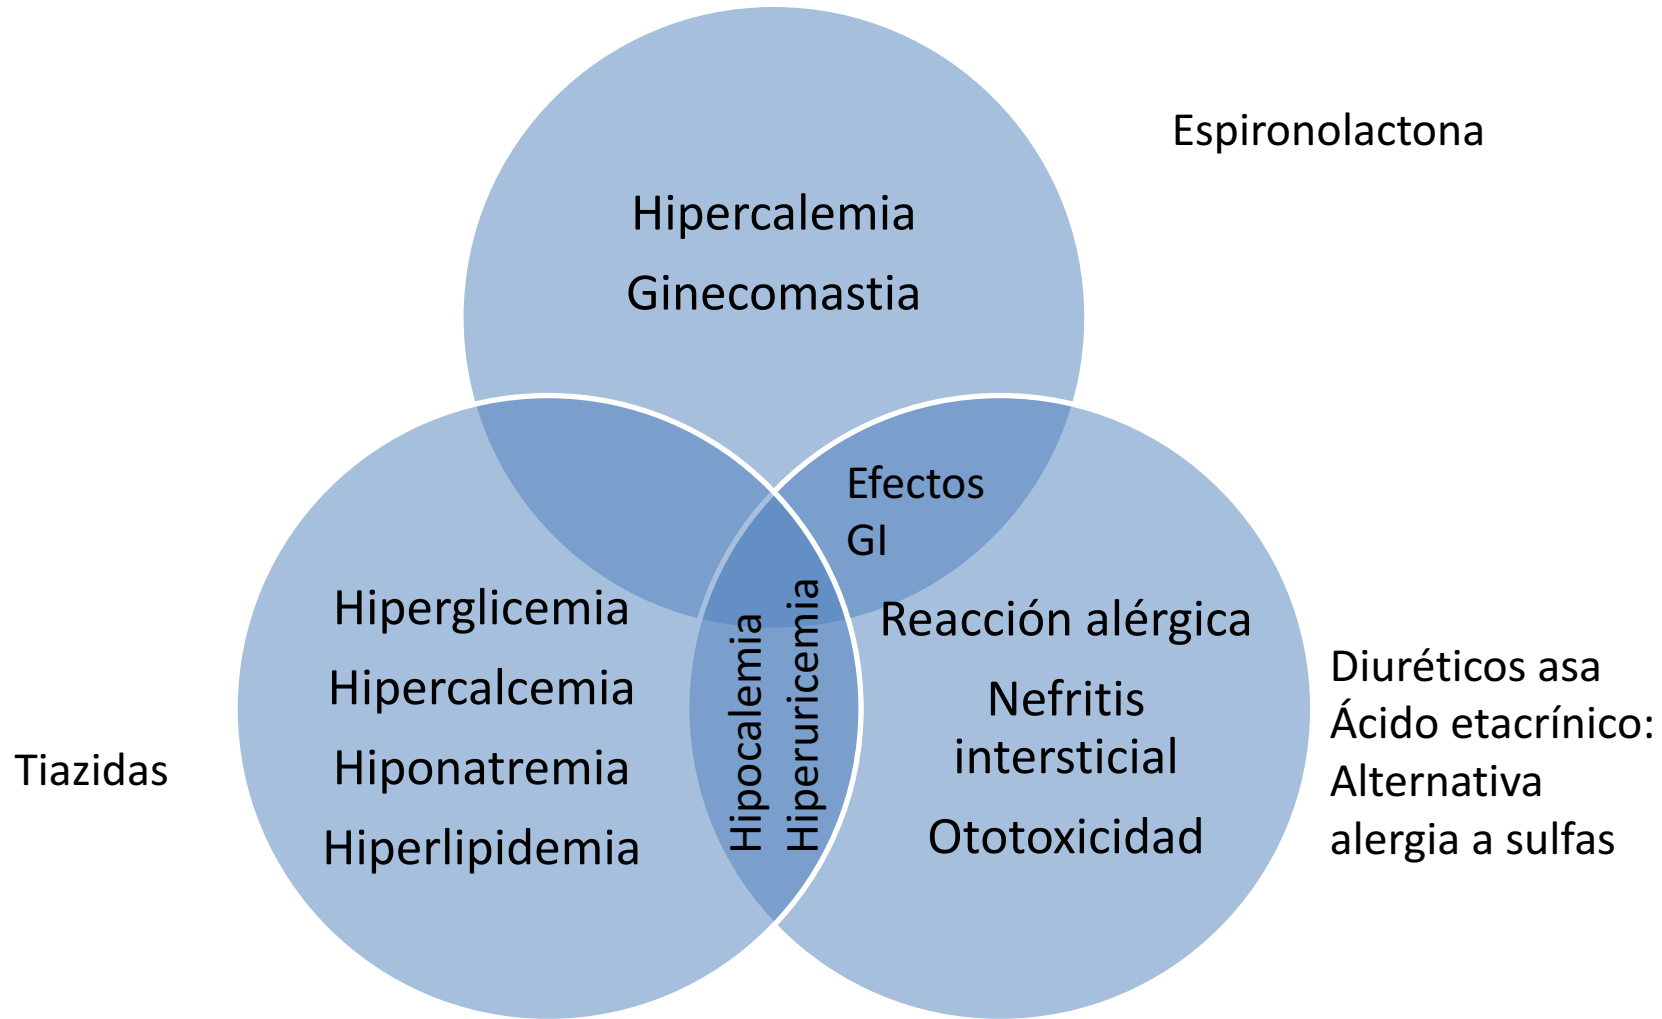 Espironolactona
Hipercalemia
Ginecomastia
Efectos
GI
Hiperglicemia
Hipercalcemia
Hiponatremia
Hiperlipidemia
Hipocalemia
Hiperuricemia
Reacción alérgica
Nefritis
intersticial
Ototoxicidad
Tiazidas
Diuréticos asa
Ácido etacrínico:
Alternativa
alergia a sulfas